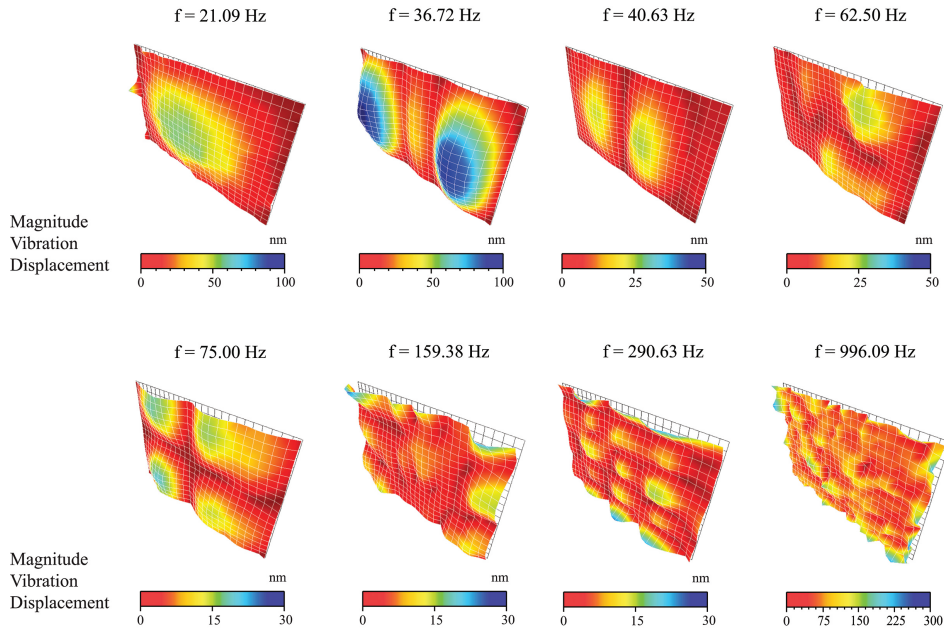 f = 21.09 Hz
f = 36.72 Hz
f = 40.63 Hz
f = 62.50 Hz
Magnitude
Vibration
Displacement
nm
0 50 100
nm
0 50 100
nm
0 25 50
nm
0 25 50
f = 75.00 Hz
f = 159.38 Hz
f = 290.63 Hz
f = 996.09 Hz
Magnitude
Vibration
Displacement
nm
0 15 30
nm
0 15 30
nm
0 15 30
nm
0 75 150 225 300